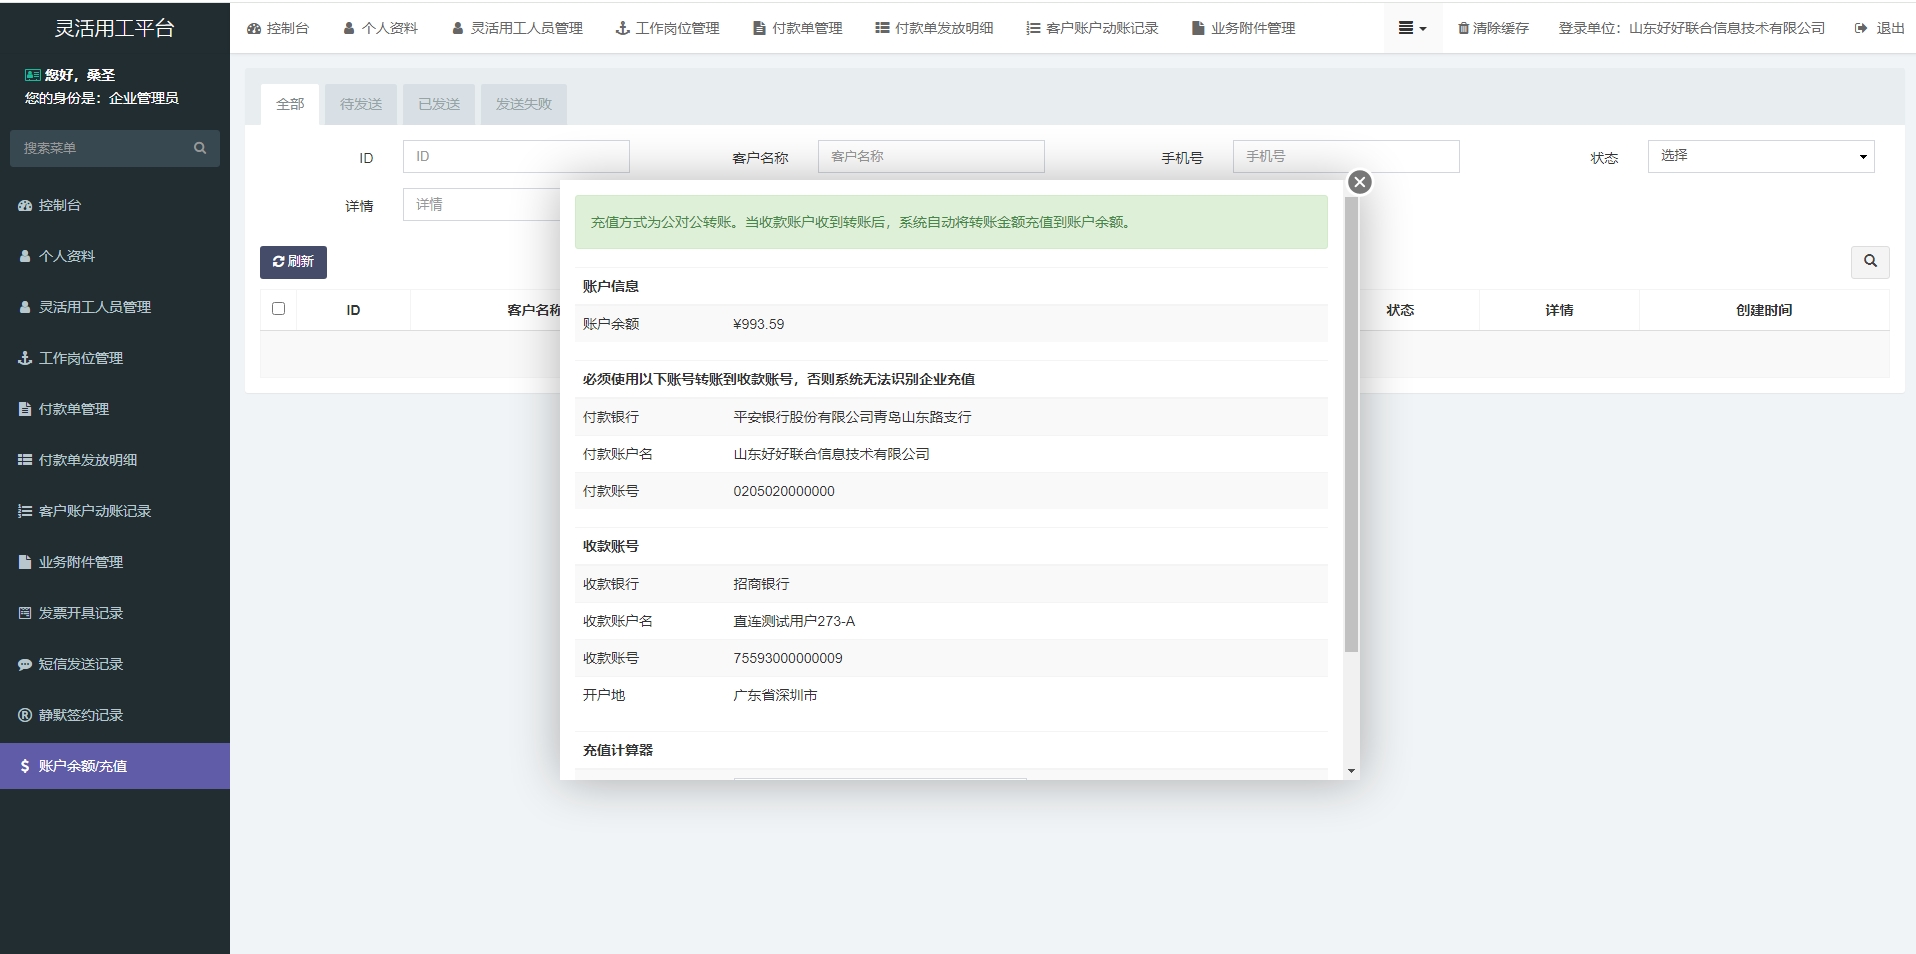 灵活用工平台
您好，桑圣
您的身份是：企业管理员
搜索菜单
控制台
个人资料
灵活用工人员管理
工作岗位管理
付款单管理
付款单发放明细
客户账户动账记录
业务附件管理
发票开具记录
短信发送记录
静默签约记录
账户余额/充值
控制台 个人资料 灵活用工人员管理 工作岗位管理 付款单管理 付款单发放明细 客户账户动账记录 业务附件管理 清除缓存 登录单位：山东好好联合信息技术有限公司 退出
全部 待发送 已发送 发送失败
ID ID 客户名称 客户名称 手机号 手机号 状态 选择
详情 详情
刷新
ID 客户名称 状态 详情 创建时间
充值方式为公对公转账。当收款账户收到转账后，系统自动将转账金额充值到账户余额。
账户信息
账户余额 ¥993.59
必须使用以下账号转账到收款账号，否则系统无法识别企业充值
付款银行 平安银行股份有限公司青岛山东路支行
付款账户名 山东好好联合信息技术有限公司
付款账号 0205020000000
收款账号
收款银行 招商银行
收款账户名 直连测试用户273-A
收款账号 75593000000009
开户地 广东省深圳市
充值计算器